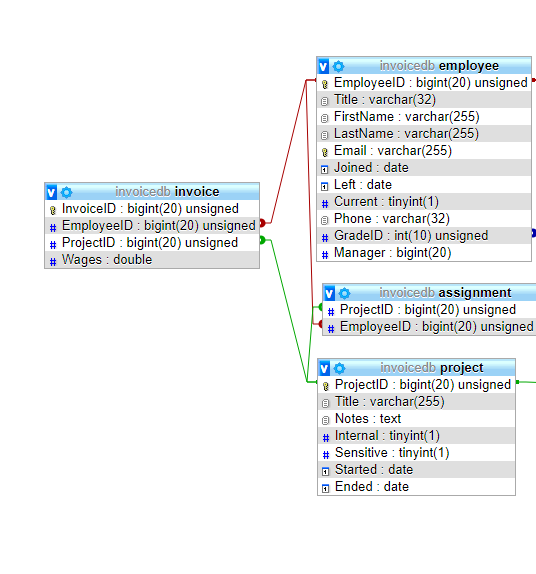 invoicedb employee
EmployeeID : bigint(20) unsigned
Title : varchar(32)
FirstName : varchar(255)
LastName : varchar(255)
Email : varchar(255)
Joined : date
Left : date
Current : tinyint(1)
Phone : varchar(32)
GradeID : int(10) unsigned
Manager : bigint(20)
invoicedb invoice
InvoiceID : bigint(20) unsigned
EmployeeID : bigint(20) unsigned
ProjectID : bigint(20) unsigned
Wages : double
invoicedb assignment
ProjectID : bigint(20) unsigned
EmployeeID : bigint(20) unsigned
invoicedb project
ProjectID : bigint(20) unsigned
Title : varchar(255)
Notes : text
Internal : tinyint(1)
Sensitive : tinyint(1)
Started : date
Ended : date